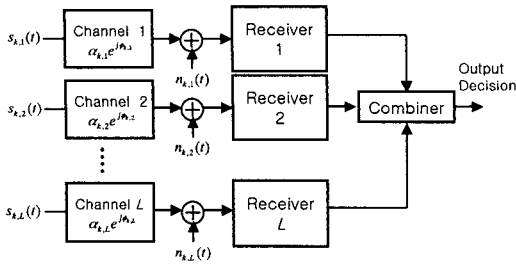 s_{k,1}(t)
Channel 1
α_{k,1}e^{jϕ_{k,1}}
n_{k,1}(t)
Receiver
1
s_{k,2}(t)
Channel 2
α_{k,2}e^{jϕ_{k,2}}
n_{k,2}(t)
Receiver
2
Combiner
Output
Decision
s_{k,L}(t)
Channel L
α_{k,L}e^{jϕ_{k,L}}
n_{k,L}(t)
Receiver
L